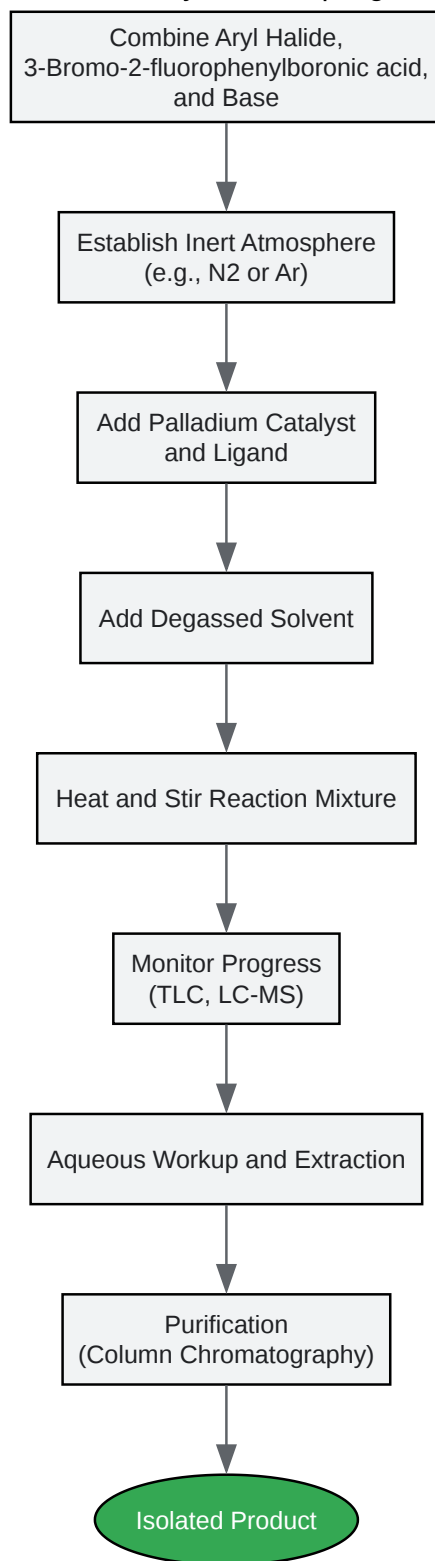 Combine Aryl Halide,
3-Bromo-2-fluorophenylboronic acid,
and Base
Establish Inert Atmosphere
(e.g., N2 or Ar)
Add Palladium Catalyst
and Ligand
Add Degassed Solvent
Heat and Stir Reaction Mixture
Monitor Progress
(TLC, LC-MS)
Aqueous Workup and Extraction
Purification
(Column Chromatography)
Isolated Product